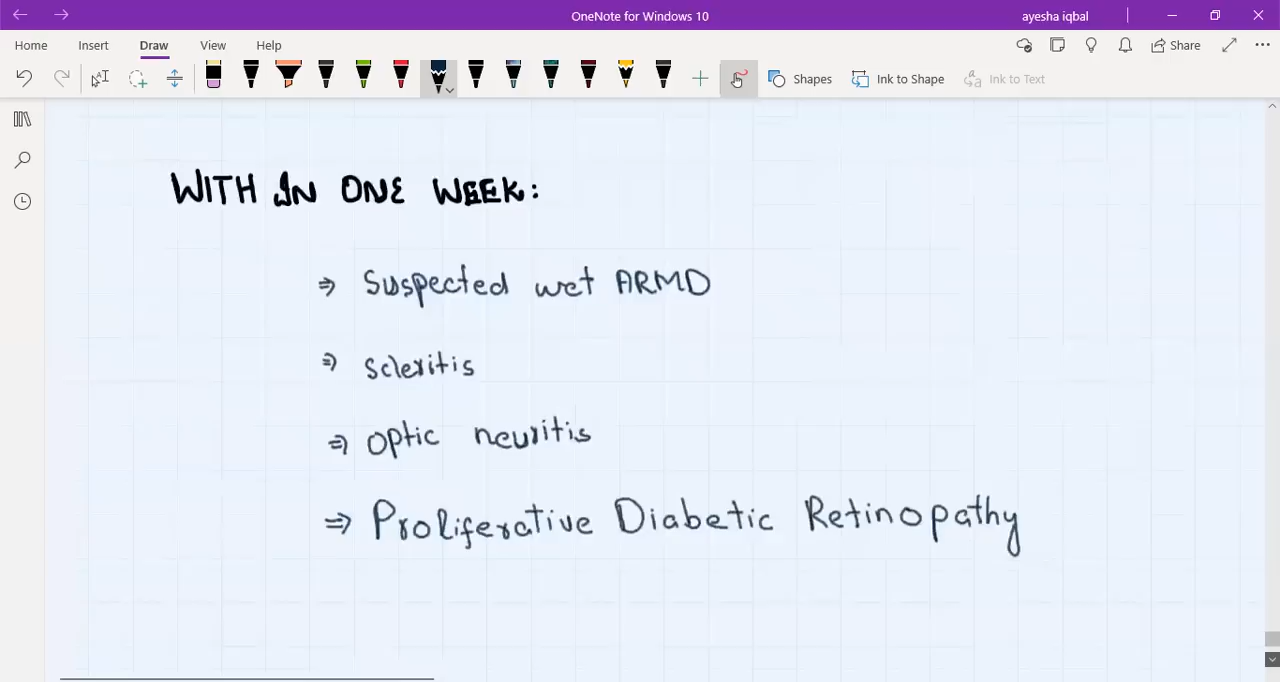 OneNote for Windows 10
ayesha iqbal
Home Insert Draw View Help
Share
Shapes Ink to Shape Ink to Text
WITH IN ONE WEEK:
⇒ Suspected wet ARMD
⇒ Scleritis
⇒ Optic neuritis
⇒ Proliferative Diabetic Retinopathy